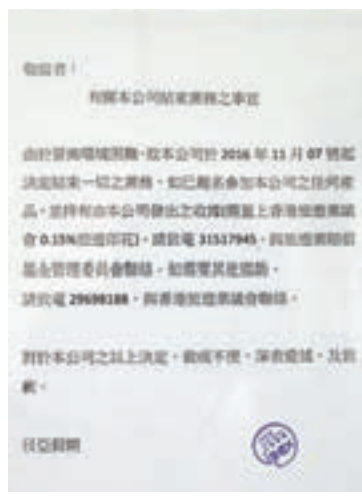 敬啟者：
有關本公司結束業務之事宜
由於營商環境困難，故本公司於 2016 年 11 月 07 號起
決定結束一切之業務，如已報名參加本公司之任何產
品，並持有由本公司發出之收據(需蓋上香港旅遊業議
會 0.15%旅遊印花)，請致電 31517945，與旅遊業賠償
基金管理委員會聯絡，如需要其他協助，
請致電 29698188，與香港旅遊業議會聯絡。
對於本公司之以上決定，做成不便，深表歉意，